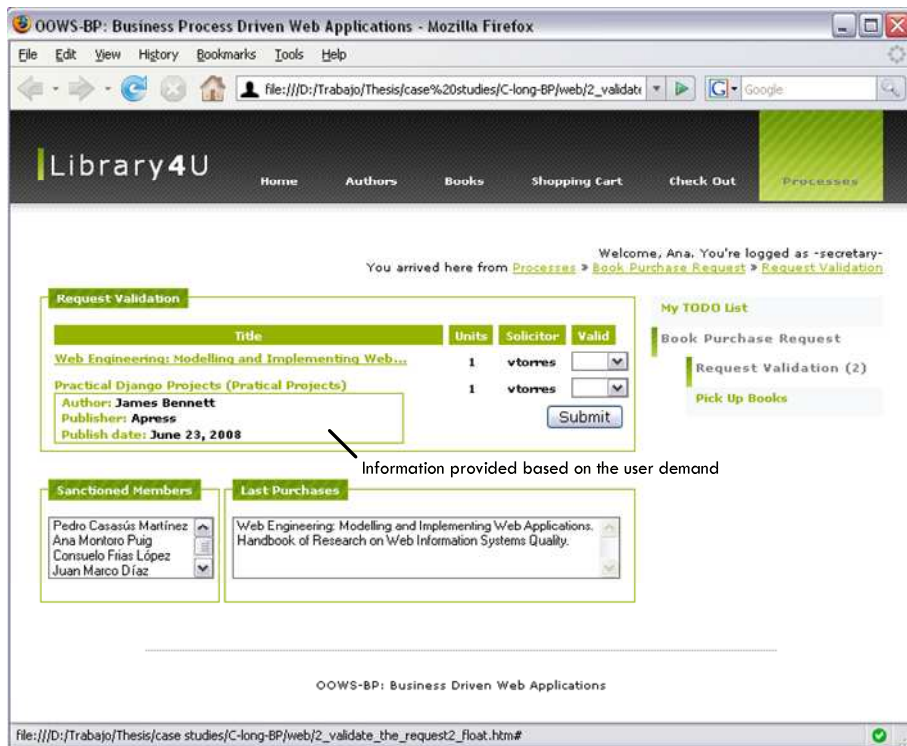 OOWS-BP: Business Process Driven Web Applications - Mozilla Firefox
File Edit View History Bookmarks Tools Help
file:///D:/Trabajo/Thesis/case%20studies/C-long-BP/web/2_validate
G Google
Library4U
Home Authors Books Shopping Cart Check Out Processes
Welcome, Ana. You're logged as -secretary-
You arrived here from Processes » Book Purchase Request » Request Validation
Request Validation
Title Units Solicitor Valid
Web Engineering: Modelling and Implementing Web... 1 vtorres
Practical Django Projects (Pratical Projects) 1 vtorres
Author: James Bennett
Publisher: Apress
Publish date: June 23, 2008
Submit
My TODO List
Book Purchase Request
Request Validation (2)
Pick Up Books
Information provided based on the user demand
Sanctioned Members
Pedro Casasús Martínez
Ana Montoro Puig
Consuelo Frias López
Juan Marco Díaz
Last Purchases
Web Engineering: Modelling and Implementing Web Applications.
Handbook of Research on Web Information Systems Quality.
OOWS-BP: Business Driven Web Applications
file:///D:/Trabajo/Thesis/case studies/C-long-BP/web/2_validate_the_request2_float.htm#